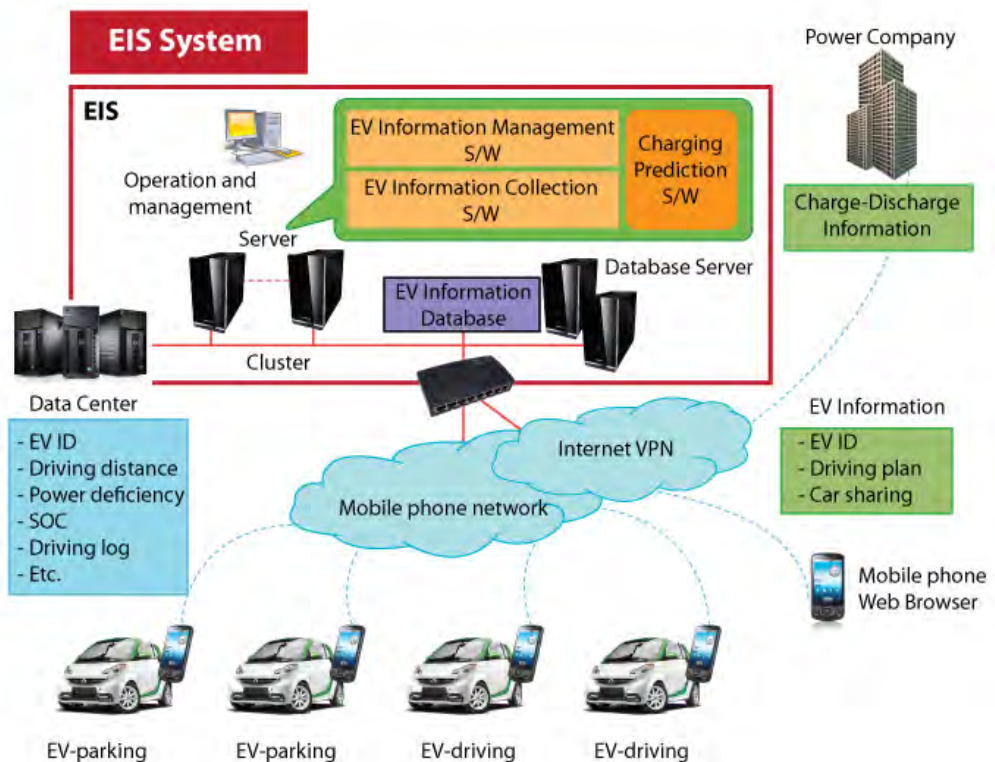 EIS System
Power Company
EIS
EV Information Management
S/W
Charging
Prediction
S/W
EV Information Collection
S/W
Operation and
management
Charge-Discharge
Information
Server
Database Server
EV Information
Database
Cluster
Data Center
- EV ID
- Driving distance
- Power deficiency
- SOC
- Driving log
- Etc.
Internet VPN
Mobile phone network
EV Information
- EV ID
- Driving plan
- Car sharing
Mobile phone
Web Browser
EV-parking
EV-parking
EV-driving
EV-driving